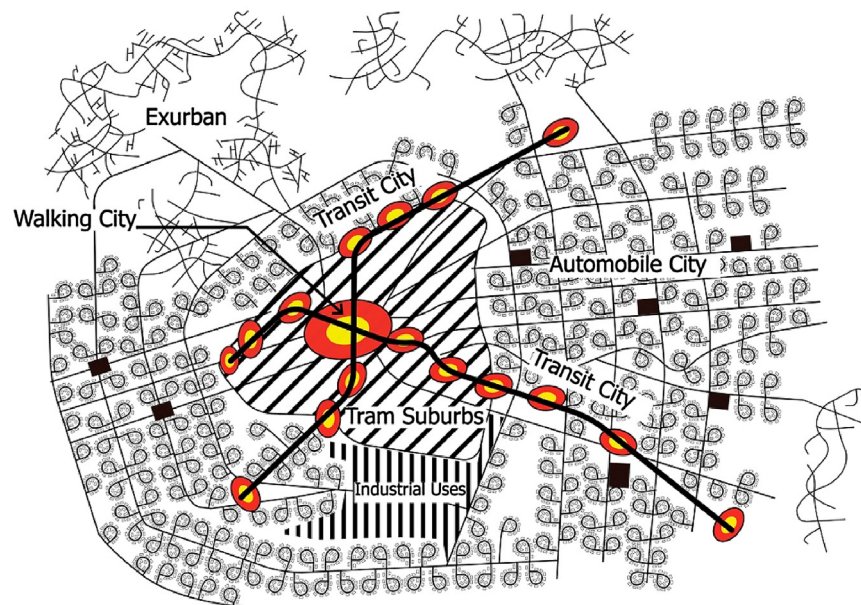 Exurban
Transit City
Walking City
Automobile City
Transit City
Tram Suburbs
Industrial Uses